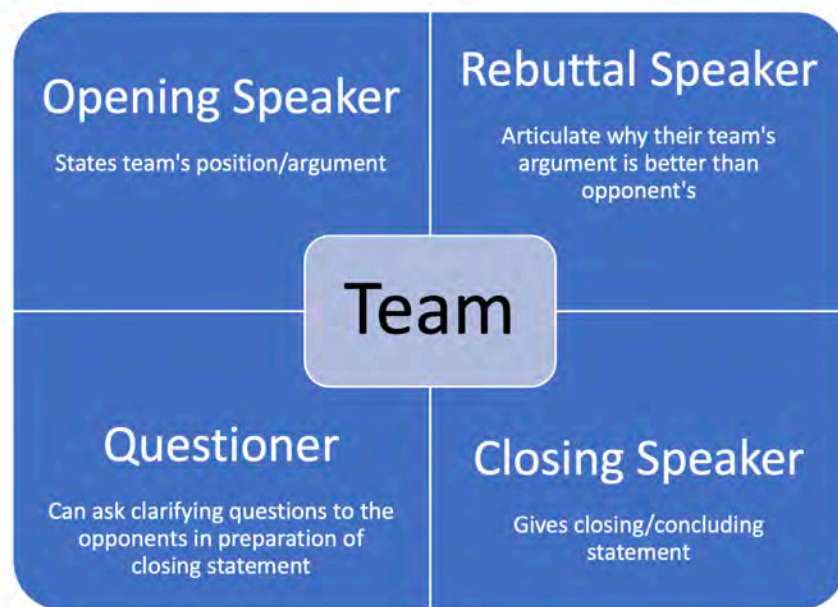 Opening Speaker
States team's position/argument
Rebuttal Speaker
Articulate why their team's
argument is better than
opponent's
Team
Questioner
Can ask clarifying questions to the
opponents in preparation of
closing statement
Closing Speaker
Gives closing/concluding
statement